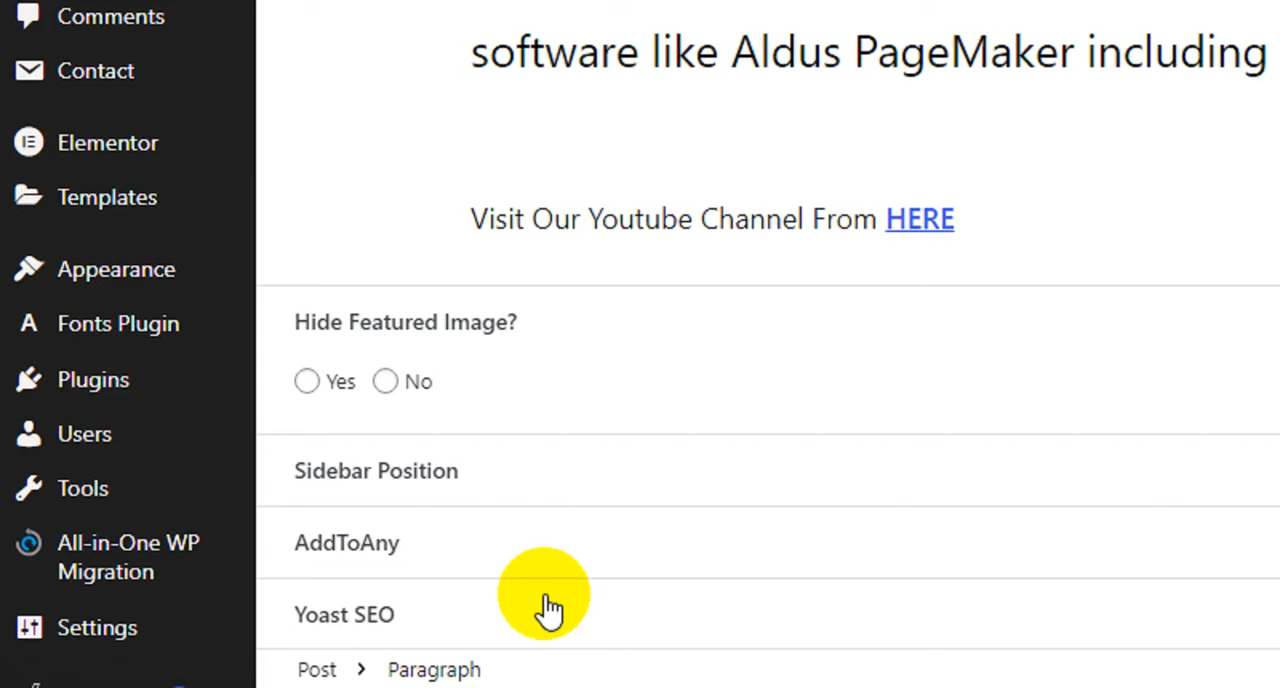 Comments
Contact
Elementor
Templates
Appearance
A Fonts Plugin
Plugins
Users
Tools
All-in-One WP
Migration
Settings
software like Aldus PageMaker including
Visit Our Youtube Channel From HERE
Hide Featured Image?
Yes No
Sidebar Position
AddToAny
Yoast SEO
Post > Paragraph